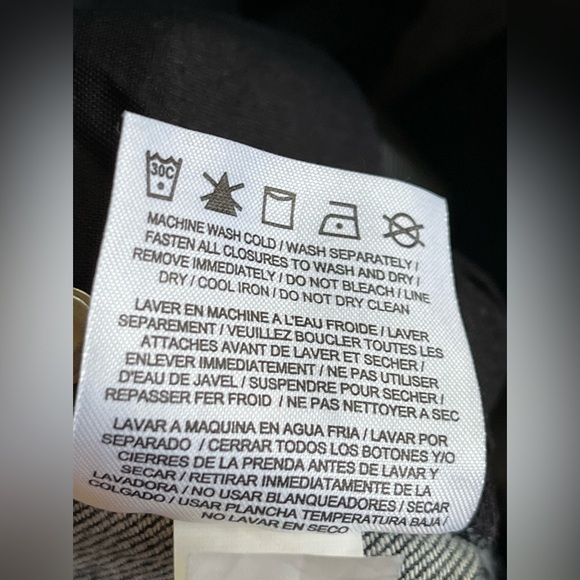 30C
MACHINE WASH COLD / WASH SEPARATELY /
FASTEN ALL CLOSURES TO WASH AND DRY /
REMOVE IMMEDIATELY / DO NOT BLEACH / LINE
DRY / COOL IRON / DO NOT DRY CLEAN
LAVER EN MACHINE A L'EAU FROIDE / LAVER
SEPAREMENT / VEUILLEZ BOUCLER TOUTES LES
ATTACHES AVANT DE LAVER ET SECHER /
ENLEVER IMMEDIATEMENT / NE PAS UTILISER
D'EAU DE JAVEL / SUSPENDRE POUR SECHER /
REPASSER FER FROID / NE PAS NETTOYER A SEC
LAVAR A MAQUINA EN AGUA FRIA / LAVAR POR
SEPARADO / CERRAR TODOS LOS BOTONES Y/O
CIERRES DE LA PRENDA ANTES DE LAVAR Y
SECAR / RETIRAR INMEDIATAMENTE DE LA
LAVADORA / NO USAR BLANQUEADORES / SECAR
COLGADO / USAR PLANCHA TEMPERATURA BAJA /
NO LAVAR EN SECO